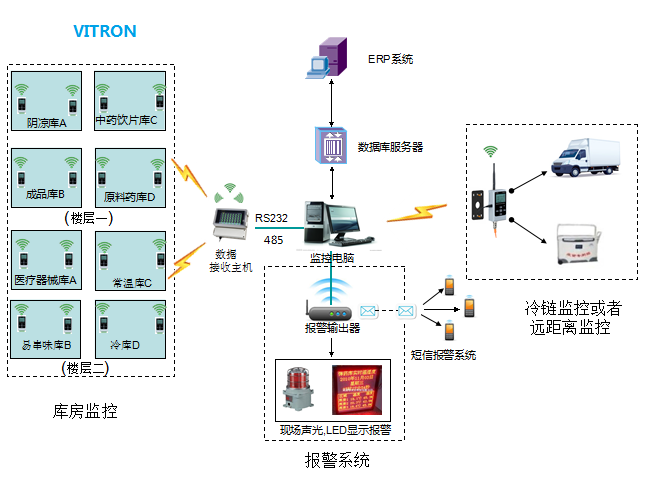 VITRON
ERP系统
阴凉库A
中药饮片库C
数据库服务器
成品库B
原料药库D
(楼层一)
RS232
485
数据
接收主机
监控电脑
医疗器械库A
常温库C
冷链监控或者
远距离监控
报警输出器
易串味库B
冷库D
短信报警系统
(楼层二)
库房监控
现场声光,LED显示报警
报警系统